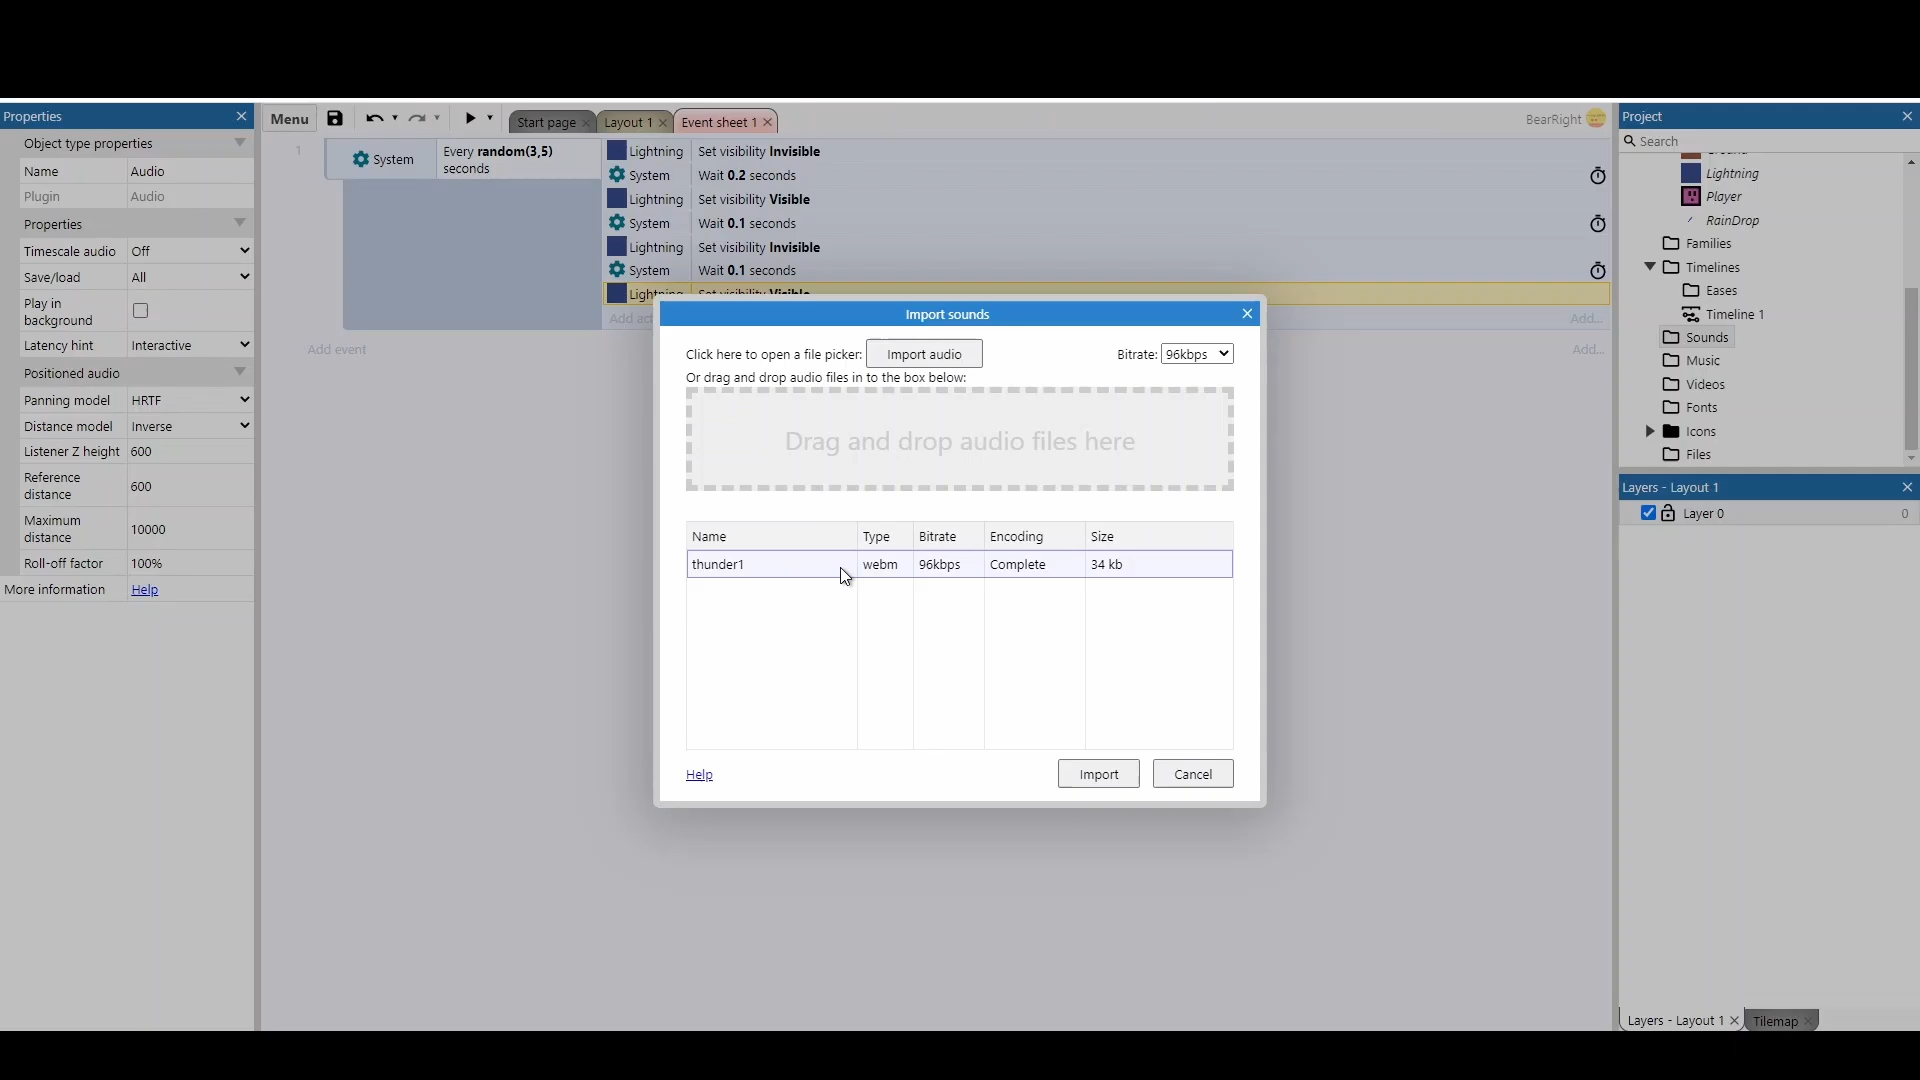 Properties
Object type properties
Name Audio
Plugin Audio
Properties
Timescale audio Off
Save/load All
Play in background
Latency hint Interactive
Positioned audio
Panning model HRTF
Distance model Inverse
Listener Z height 600
Reference distance 600
Maximum distance 10000
Roll-off factor 100%
More information Help
Menu
Start page
Layout 1
Event sheet 1
BearRight
1
System
Every random(3,5) seconds
Lightning Set visibility Invisible
System Wait 0.2 seconds
Lightning Set visibility Visible
System Wait 0.1 seconds
Lightning Set visibility Invisible
System Wait 0.1 seconds
Lightning Set visibility Visible
Add act
Add...
Add event
Add...
Import sounds
Click here to open a file picker: Import audio
Bitrate: 96kbps
Or drag and drop audio files in to the box below:
Drag and drop audio files here
Name Type Bitrate Encoding Size
thunder1 webm 96kbps Complete 34 kb
Help
Import
Cancel
Project
Search
Lightning
Player
RainDrop
Families
Timelines
Eases
Timeline 1
Sounds
Music
Videos
Fonts
Icons
Files
Layers - Layout 1
Layer 0 0
Layers - Layout 1
Tilemap